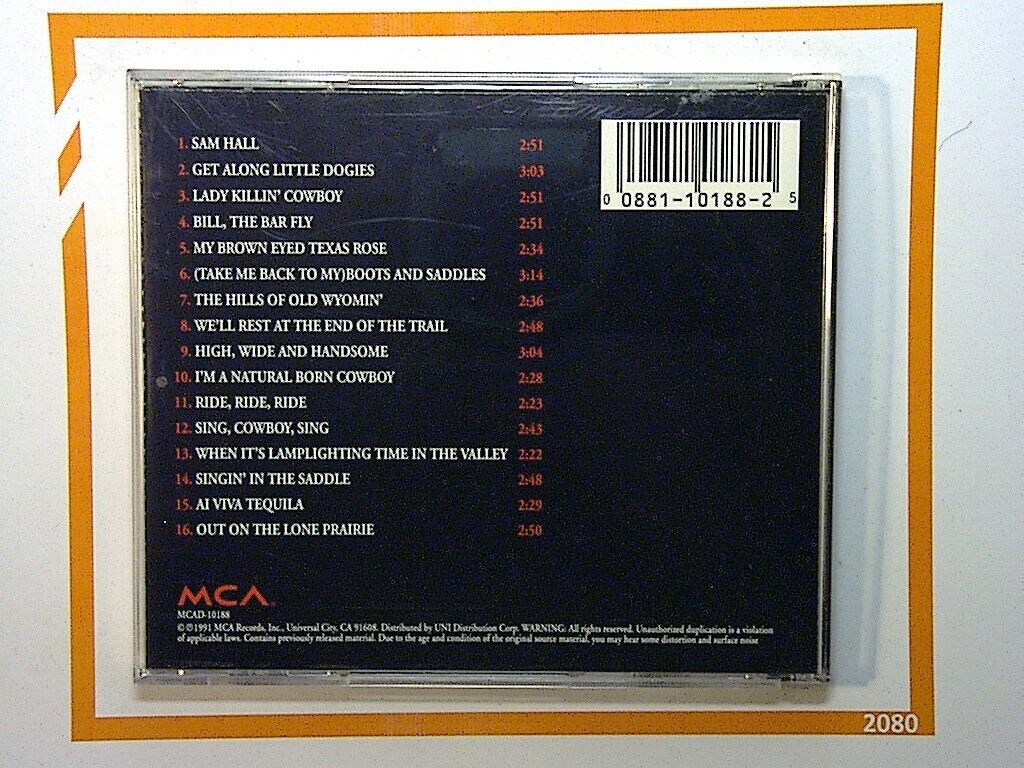 1. SAM HALL 2:51
2. GET ALONG LITTLE DOGIES 3:03
3. LADY KILLIN' COWBOY 2:51
4. BILL, THE BAR FLY 2:51
5. MY BROWN EYED TEXAS ROSE 2:34
6. (TAKE ME BACK TO MY)BOOTS AND SADDLES 3:14
7. THE HILLS OF OLD WYOMIN' 2:36
8. WE'LL REST AT THE END OF THE TRAIL 2:48
9. HIGH, WIDE AND HANDSOME 3:04
10. I'M A NATURAL BORN COWBOY 2:28
11. RIDE, RIDE, RIDE 2:23
12. SING, COWBOY, SING 2:43
13. WHEN IT'S LAMPLIGHTING TIME IN THE VALLEY 2:22
14. SINGIN' IN THE SADDLE 2:48
15. AI VIVA TEQUILA 2:29
16. OUT ON THE LONE PRAIRIE 2:50
0 0881-10188-2 5
MCA
MCAD-10188
© ℗ 1991 MCA Records, Inc., Universal City, CA 91608. Distributed by UNI Distribution Corp. WARNING: All rights reserved. Unauthorized duplication is a violation
of applicable laws. Contains previously released material. Due to the age and condition of the original source material, you may hear some distortion and surface noise
2080